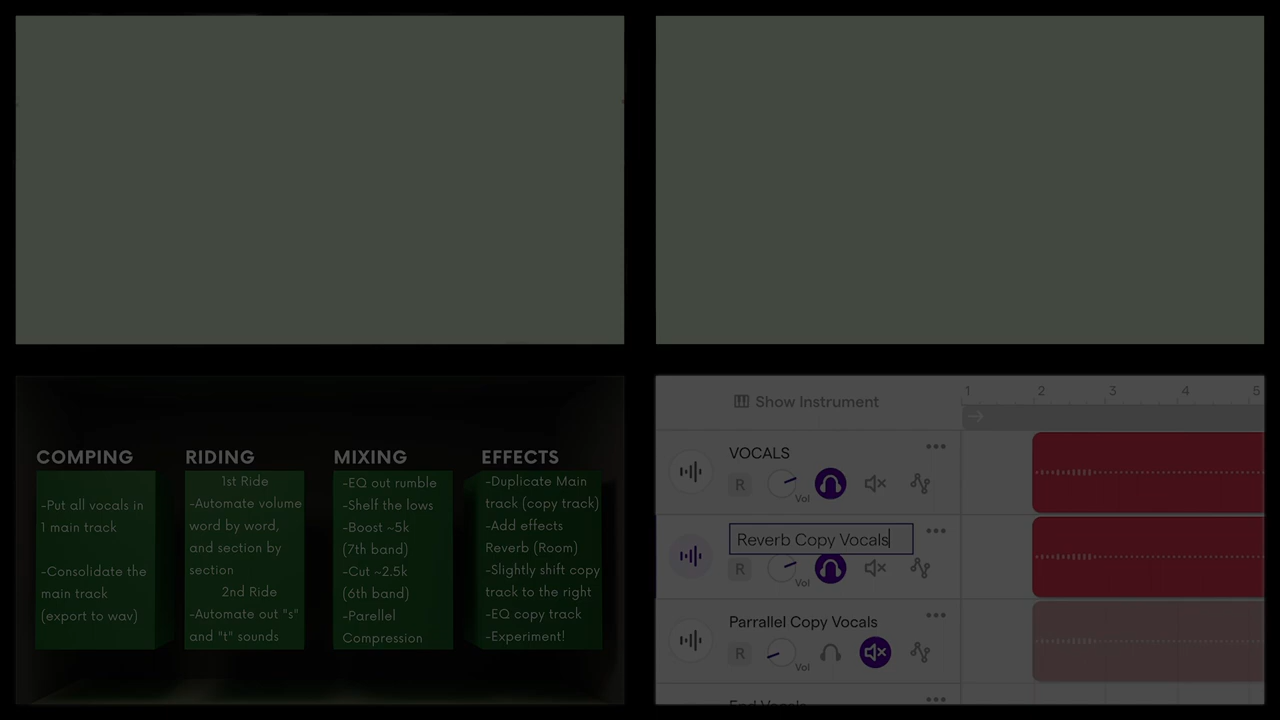 COMPING
-Put all vocals in
1 main track
-Consolidate the
main track
(export to wav)
RIDING
1st Ride
-Automate volume
word by word,
and section by
section
2nd Ride
-Automate out "s"
and "t" sounds
MIXING
-EQ out rumble
-Shelf the lows
-Boost ~5k
(7th band)
-Cut ~2.5k
(6th band)
-Parellel
Compression
EFFECTS
-Duplicate Main
track (copy track)
-Add effects
Reverb (Room)
-Slightly shift copy
track to the right
-EQ copy track
-Experiment!
Show Instrument
1 2 3 4 5
VOCALS
R Vol
Reverb Copy Vocals
R Vol
Parrallel Copy Vocals
R Vol